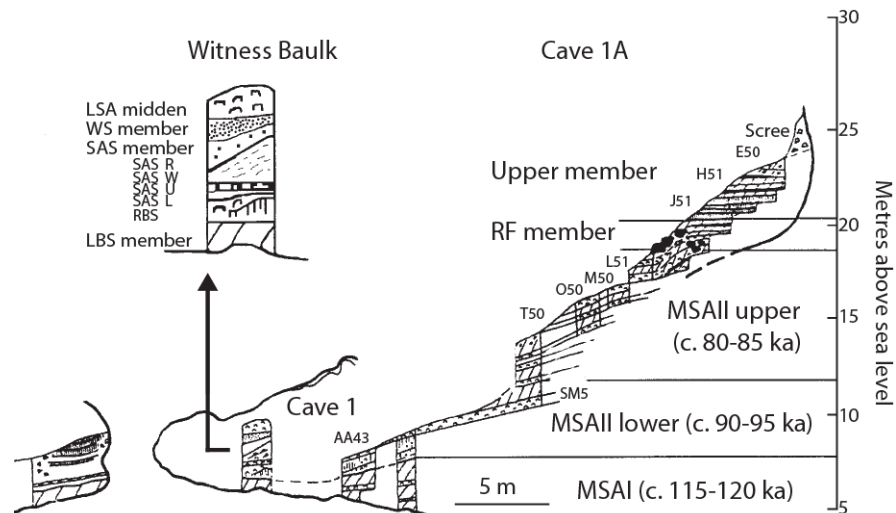 Witness Baulk
LSA midden
WS member
SAS member
SAS R
SAS W
SAS U
SAS L
RBS
LBS member
Cave 1
AA43
Cave 1A
Scree
E50
H51
J51
L51
M50
O50
T50
SM5
Upper member
RF member
MSAII upper
(c. 80-85 ka)
MSAII lower (c. 90-95 ka)
MSAI (c. 115-120 ka)
5 m
30
25
20
15
10
5
Metres above sea level